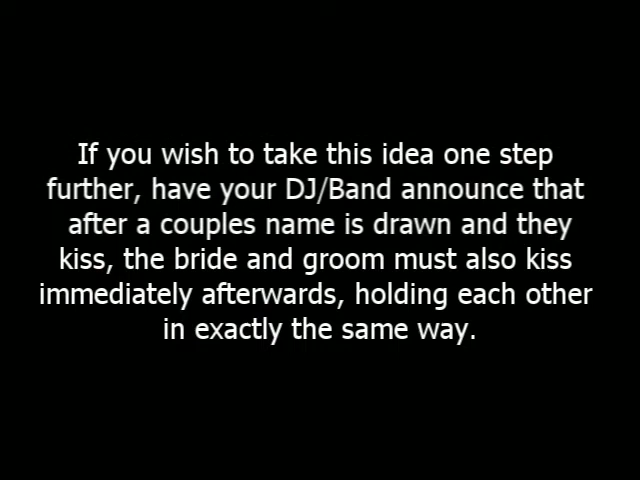 If you wish to take this idea one step
further, have your DJ/Band announce that
after a couples name is drawn and they
kiss, the bride and groom must also kiss
immediately afterwards, holding each other
in exactly the same way.